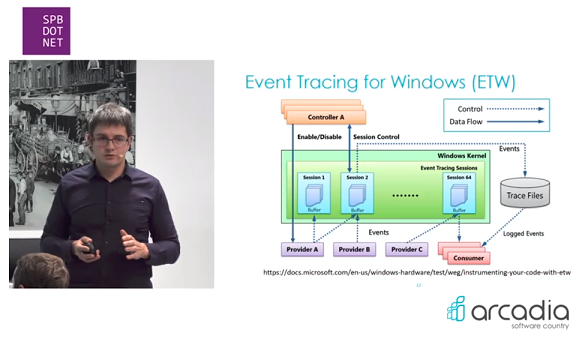 SPB
DOT
NET
Event Tracing for Windows (ETW)
Controller A
Control
Data Flow
Enable/Disable
Session Control
Windows Kernel
Events
Event Tracing Sessions
Session 1
Session 2
Session 64
Buffer
Buffer
Buffer
........
Trace Files
Events
Logged Events
Provider A
Provider B
Provider C
Consumer
https://docs.microsoft.com/en-us/windows-hardware/test/weg/instrumenting-your-code-with-etw
arcadia
software country